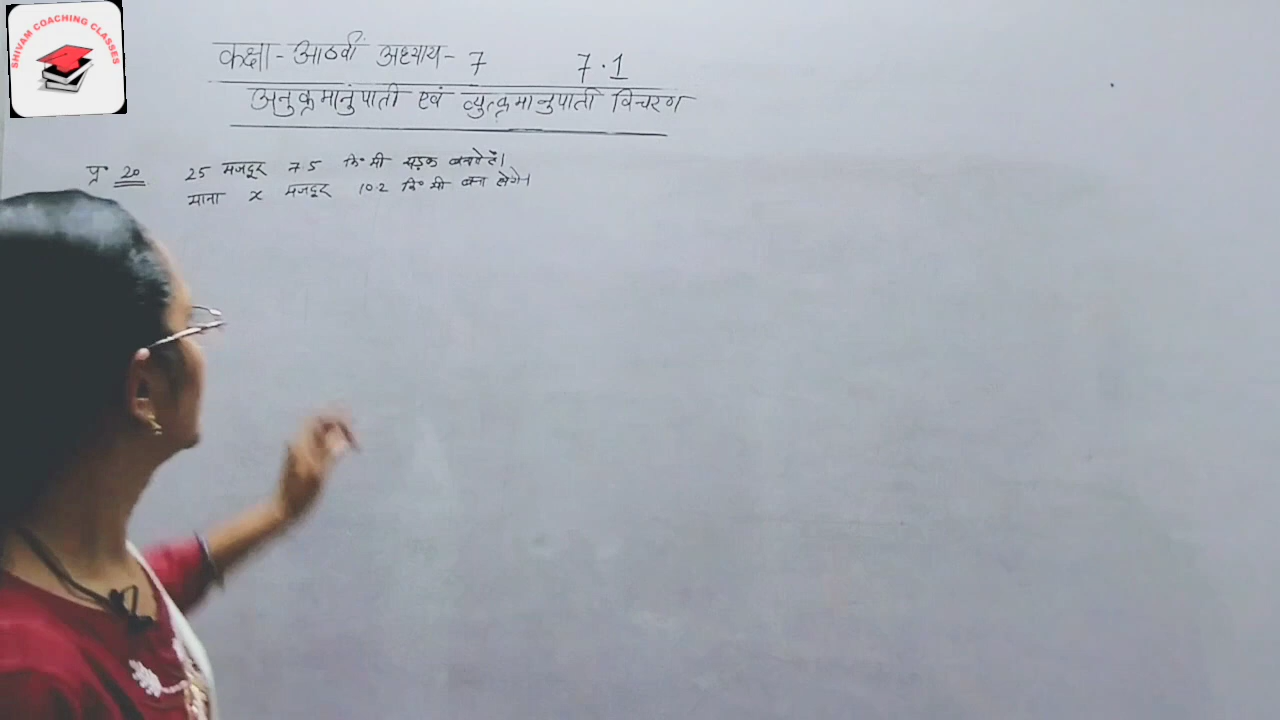 SHIVAM COACHING CLASSES
कक्षा - आठवीं अध्याय - 7 7.1
अनुक्रमानुपाती एवं व्युत्क्रमानुपाती विचरण
प्र॰ 20 25 मजदूर 7.5 कि॰मी सड़क बनाते हैं।
माना x मजदूर 10.2 कि॰मी बना लेंगे।